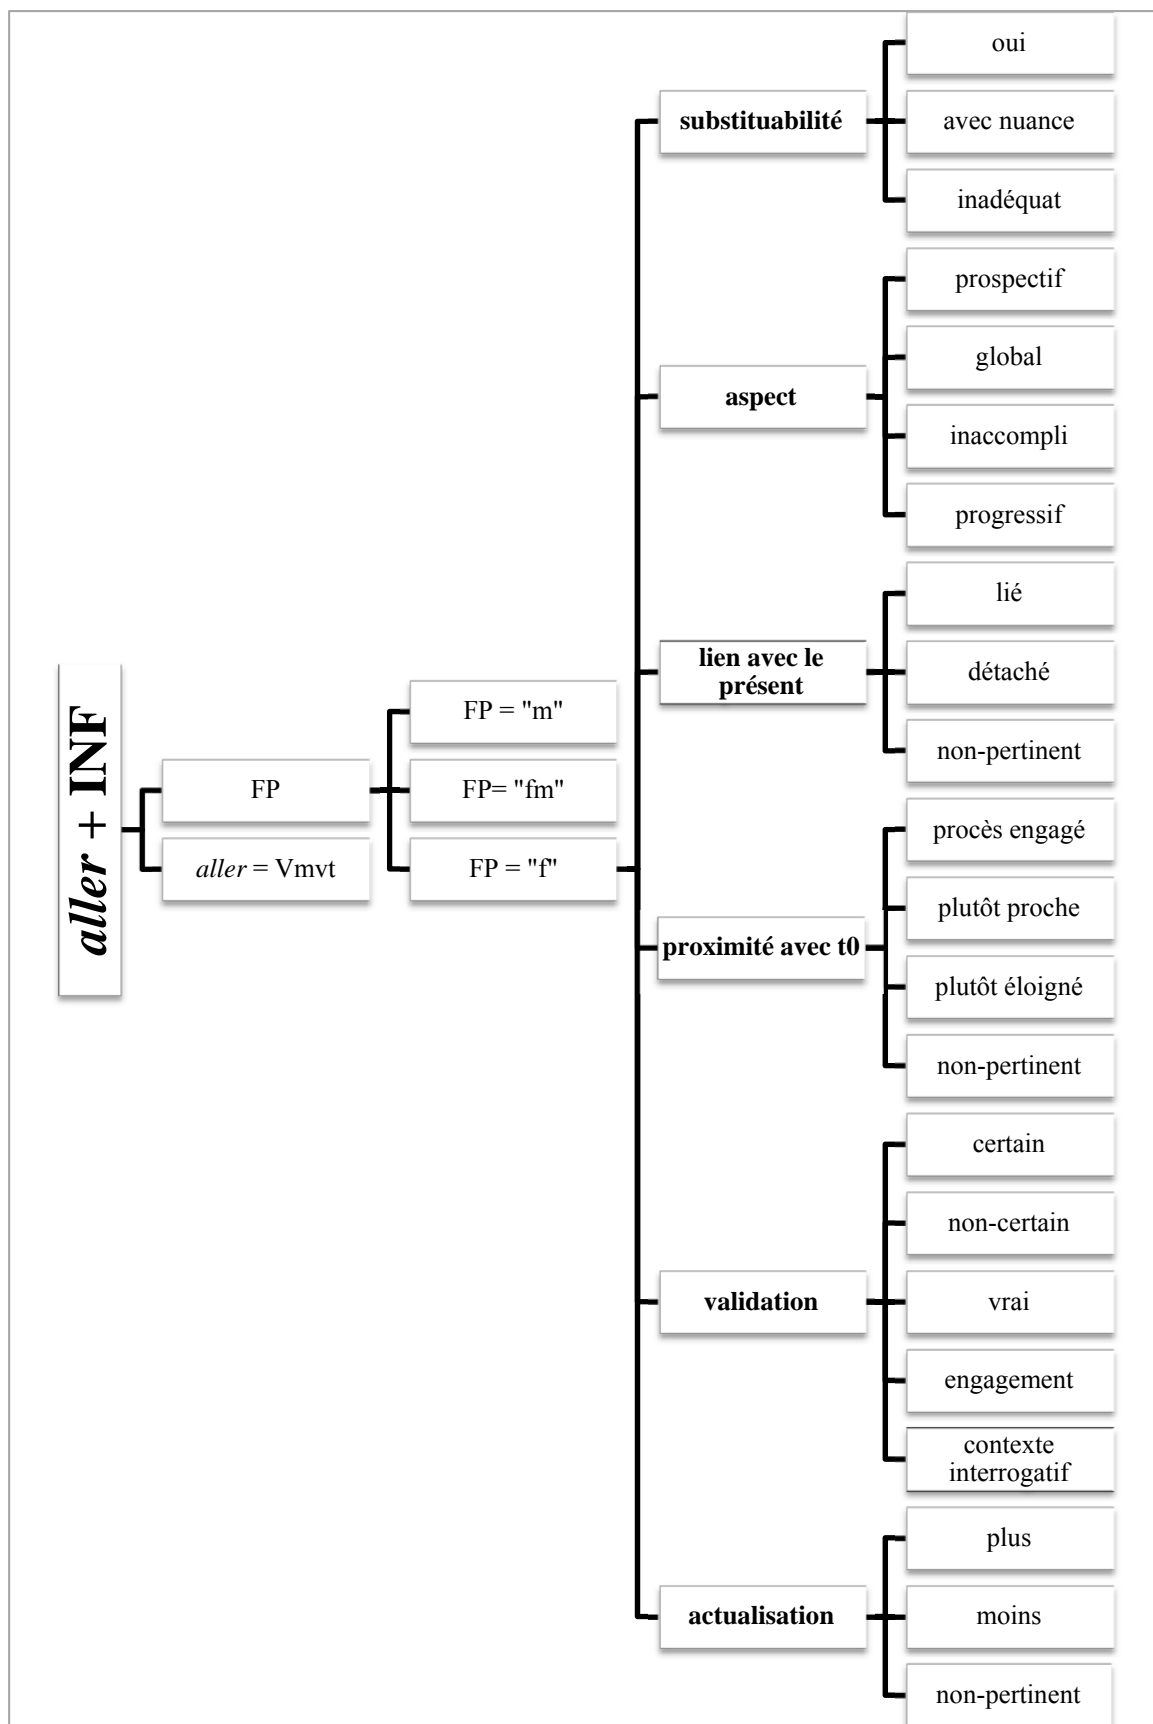 aller + INF
FP
aller = Vmvt
FP = "m"
FP= "fm"
FP = "f"
substituabilité
oui
avec nuance
inadéquat
aspect
prospectif
global
inaccompli
progressif
lien avec le
présent
lié
détaché
non-pertinent
proximité avec t0
procès engagé
plutôt proche
plutôt éloigné
non-pertinent
validation
certain
non-certain
vrai
engagement
contexte
interrogatif
actualisation
plus
moins
non-pertinent